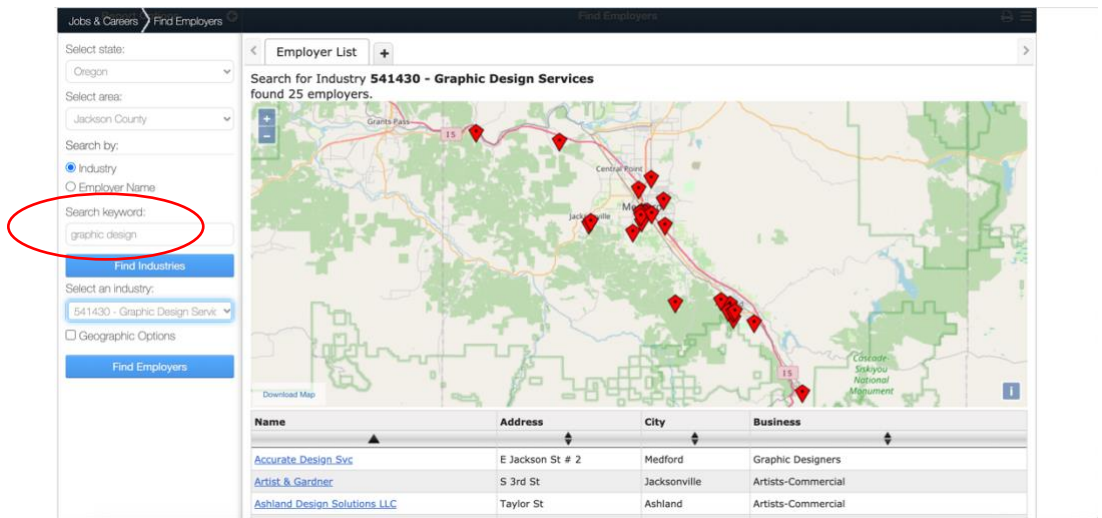 Jobs & Careers Find Employers
Find Employers
Select state:
Oregon
Select area:
Jackson County
Search by:
Industry
Employer Name
Search keyword:
graphic design
Find Industries
Select an industry:
541430 - Graphic Design Servic
Geographic Options
Find Employers
Employer List +
Search for Industry 541430 - Graphic Design Services
found 25 employers.
+
-
Grants Pass
15
Central Point
15
Cascade-
Siskiyou
National
Monument
Download Map
i
Name Address City Business
Accurate Design Svc E Jackson St # 2 Medford Graphic Designers
Artist & Gardner S 3rd St Jacksonville Artists-Commercial
Ashland Design Solutions LLC Taylor St Ashland Artists-Commercial